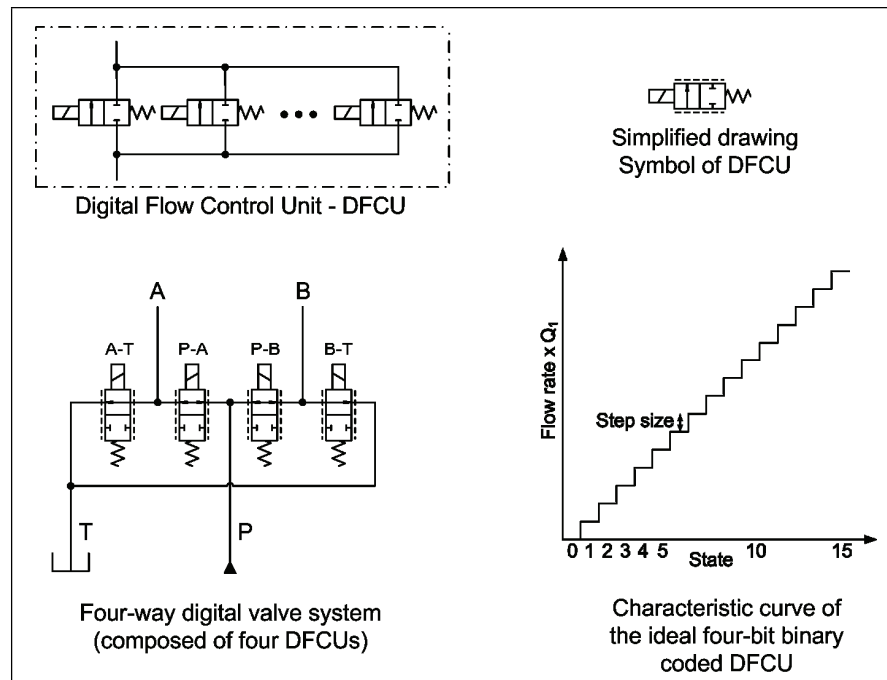 Digital Flow Control Unit - DFCU
Simplified drawing
Symbol of DFCU
A
B
A-T
P-A
P-B
B-T
T
P
Four-way digital valve system
(composed of four DFCUs)
Flow rate x Q₁
Step size
0 1 2 3 4 5 10 15
State
Characteristic curve of
the ideal four-bit binary
coded DFCU